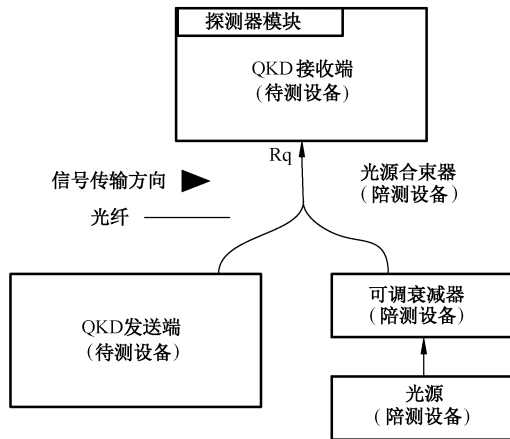 探测器模块
QKD接收端
(待测设备)
Rq
信号传输方向
光源合束器
(陪测设备)
光纤
QKD发送端
(待测设备)
可调衰减器
(陪测设备)
光源
(陪测设备)